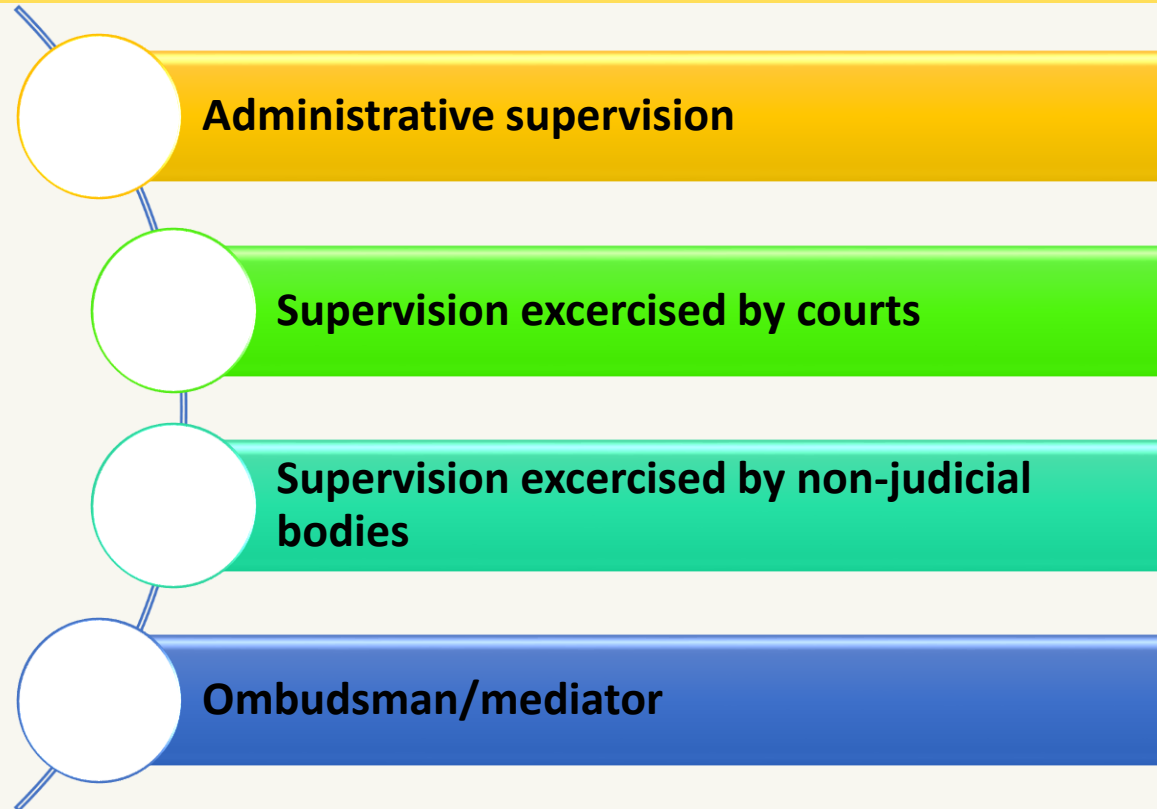 Administrative supervision
Supervision excercised by courts
Supervision excercised by non-judicial
bodies
Ombudsman/mediator